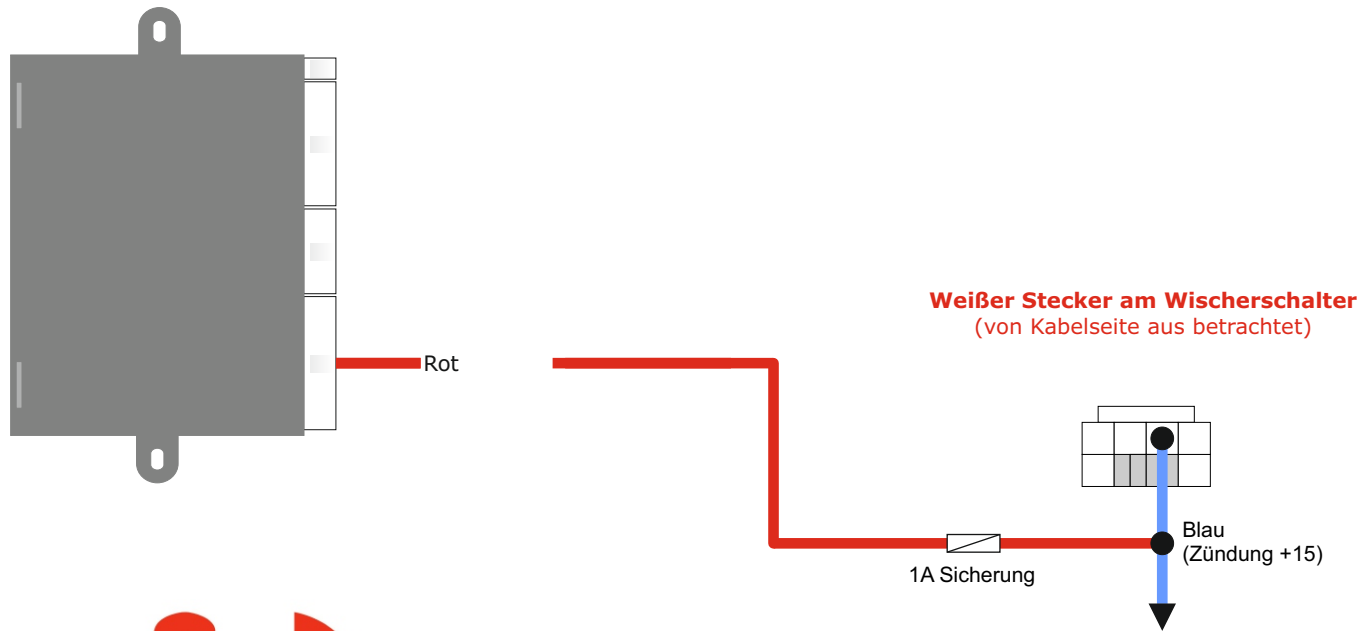 Weißer Stecker am Wischerschalter
(von Kabelseite aus betrachtet)
Rot
Blau
(Zündung +15)
1A Sicherung